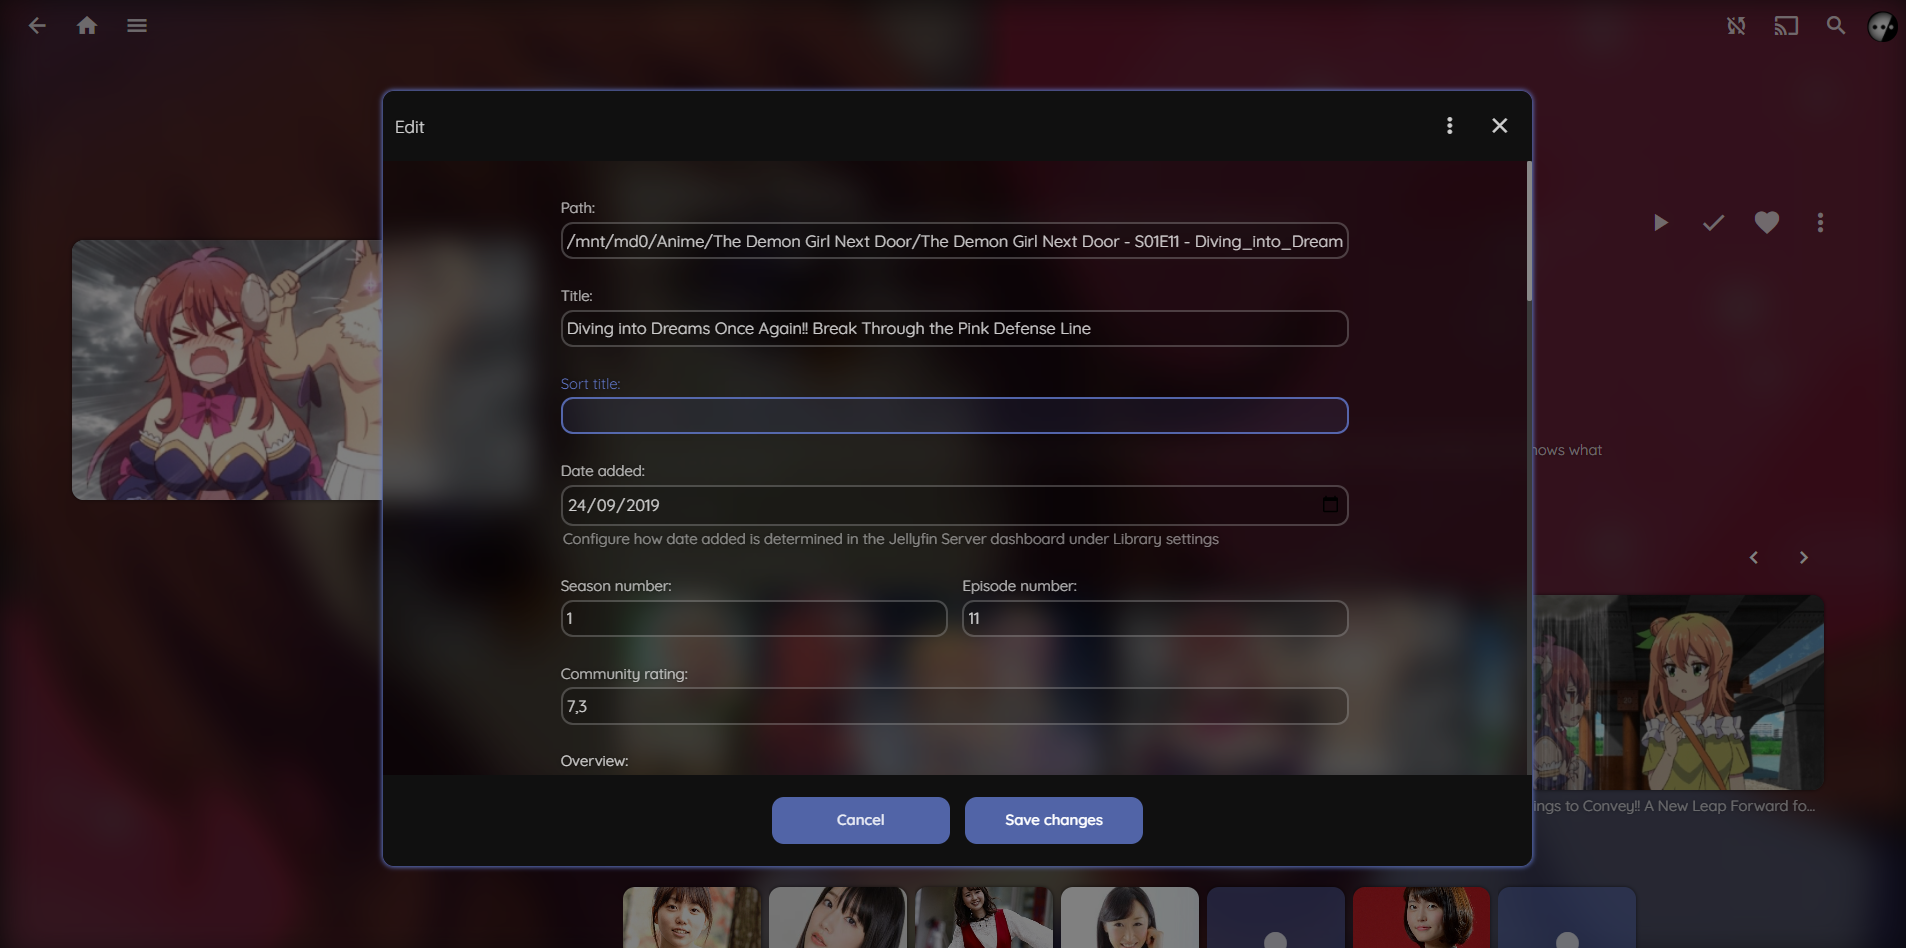 Edit
Path:
/mnt/md0/Anime/The Demon Girl Next Door/The Demon Girl Next Door - S01E11 - Diving_into_Dream
Title:
Diving into Dreams Once Again!! Break Through the Pink Defense Line
Sort title:
Date added:
24/09/2019
Configure how date added is determined in the Jellyfin Server dashboard under Library settings
Season number:
Episode number:
1
11
Community rating:
7,3
Overview:
Cancel
Save changes
nows what
ings to Convey!! A New Leap Forward fo...